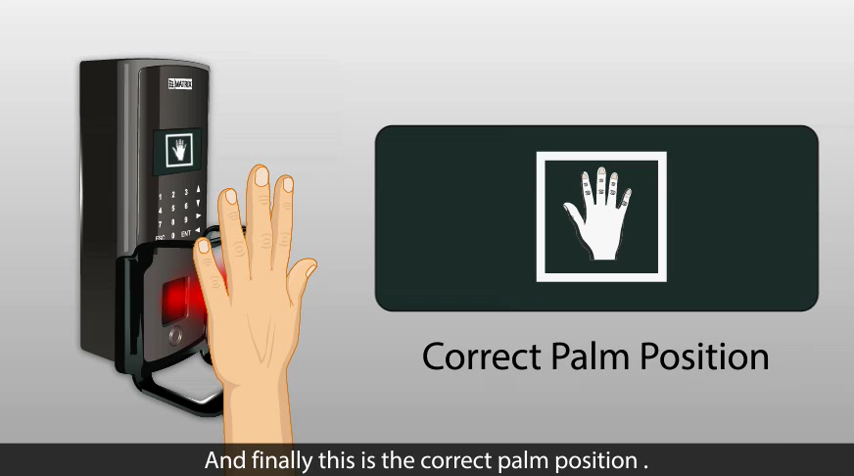 MATRIX
1 2 3
4 5 6
7 8 9
ESC 0 ENT
Correct Palm Position
And finally this is the correct palm position .